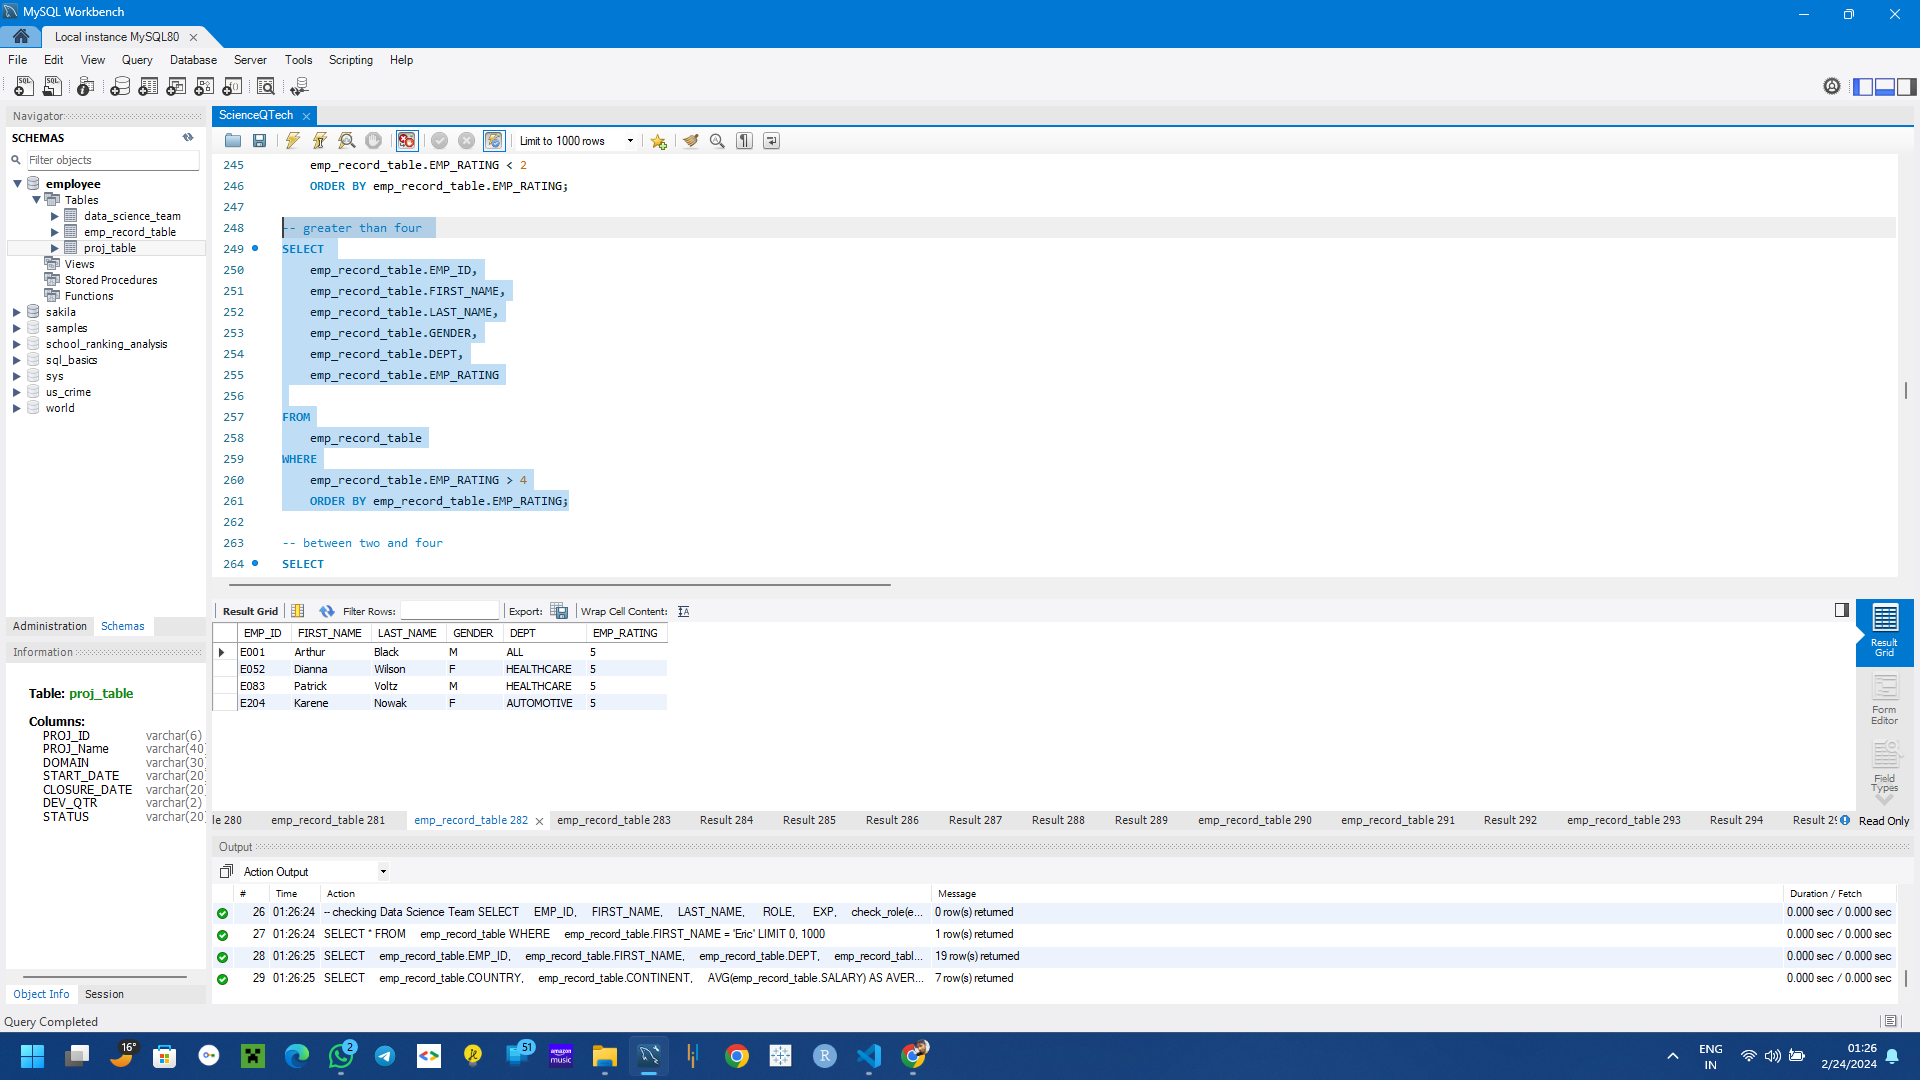 MySQL Workbench
Local instance MySQL80
File Edit View Query Database Server Tools Scripting Help
Navigator
SCHEMAS
Filter objects
employee
Tables
data_science_team
emp_record_table
proj_table
Views
Stored Procedures
Functions
sakila
samples
school_ranking_analysis
sql_basics
sys
us_crime
world
Administration Schemas
Information
Table: proj_table
Columns:
PROJ_ID varchar(6)
PROJ_Name varchar(40)
DOMAIN varchar(30
START_DATE varchar(20
CLOSURE_DATE varchar(20
DEV_QTR varchar(2)
STATUS varchar(20
Object Info Session
Query Completed
ScienceQTech
Limit to 1000 rows
245 emp_record_table.EMP_RATING < 2
246 ORDER BY emp_record_table.EMP_RATING;
247
248 -- greater than four
249 SELECT
250 emp_record_table.EMP_ID,
251 emp_record_table.FIRST_NAME,
252 emp_record_table.LAST_NAME,
253 emp_record_table.GENDER,
254 emp_record_table.DEPT,
255 emp_record_table.EMP_RATING
256
257 FROM
258 emp_record_table
259 WHERE
260 emp_record_table.EMP_RATING > 4
261 ORDER BY emp_record_table.EMP_RATING;
262
263 -- between two and four
264 SELECT
Result Grid Filter Rows: Export: Wrap Cell Content:
EMP_ID FIRST_NAME LAST_NAME GENDER DEPT EMP_RATING
E001 Arthur Black M ALL 5
E052 Dianna Wilson F HEALTHCARE 5
E083 Patrick Voltz M HEALTHCARE 5
E204 Karene Nowak F AUTOMOTIVE 5
Result Grid
Form Editor
Field Types
le 280 emp_record_table 281 emp_record_table 282 emp_record_table 283 Result 284 Result 285 Result 286 Result 287 Result 288 Result 289 emp_record_table 290 emp_record_table 291 Result 292 emp_record_table 293 Result 294 Result 29 Read Only
Output
Action Output
# Time Action Message Duration / Fetch
26 01:26:24 -- checking Data Science Team SELECT EMP_ID, FIRST_NAME, LAST_NAME, ROLE, EXP, check_role(e... 0 row(s) returned 0.000 sec / 0.000 sec
27 01:26:24 SELECT * FROM emp_record_table WHERE emp_record_table.FIRST_NAME = 'Eric' LIMIT 0, 1000 1 row(s) returned 0.000 sec / 0.000 sec
28 01:26:25 SELECT emp_record_table.EMP_ID, emp_record_table.FIRST_NAME, emp_record_table.DEPT, emp_record_tabl... 19 row(s) returned 0.000 sec / 0.000 sec
29 01:26:25 SELECT emp_record_table.COUNTRY, emp_record_table.CONTINENT, AVG(emp_record_table.SALARY) AS AVER... 7 row(s) returned 0.000 sec / 0.000 sec
16°
2
51
amazon music
R
ENG
IN
01:26
2/24/2024